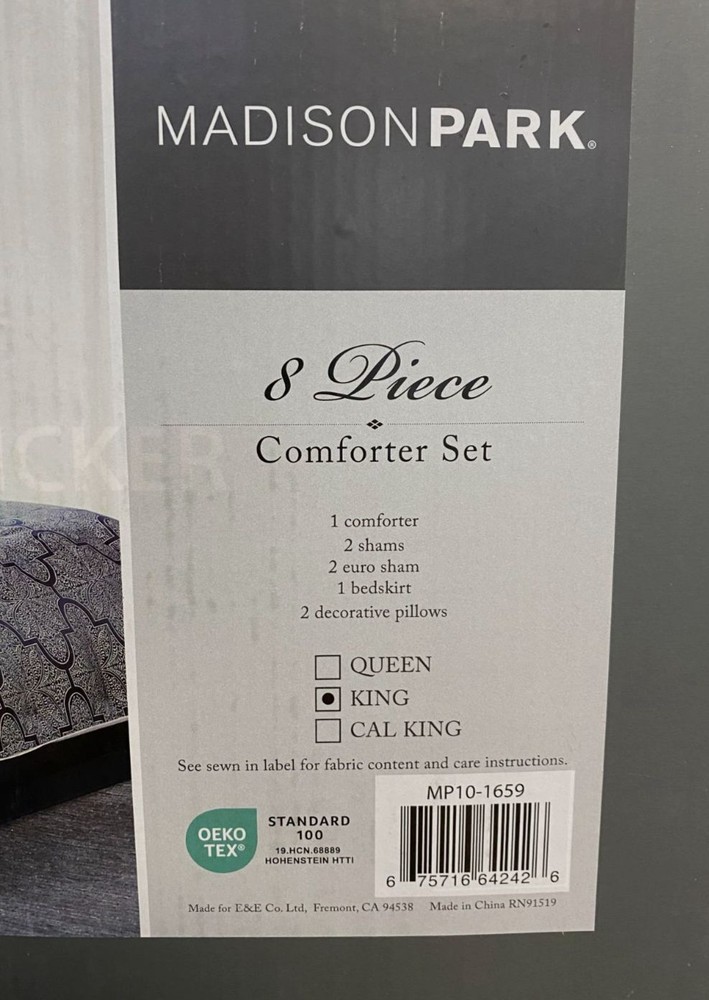 MADISONPARK®
8 Piece
Comforter Set
1 comforter
2 shams
2 euro sham
1 bedskirt
2 decorative pillows
QUEEN
KING
CAL KING
See sewn in label for fabric content and care instructions.
MP10-1659
OEKO
TEX®
STANDARD
100
19.HCN.68889
HOHENSTEIN HTTI
6 75716 64242 6
Made for E&E Co. Ltd, Fremont, CA 94538 Made in China RN91519